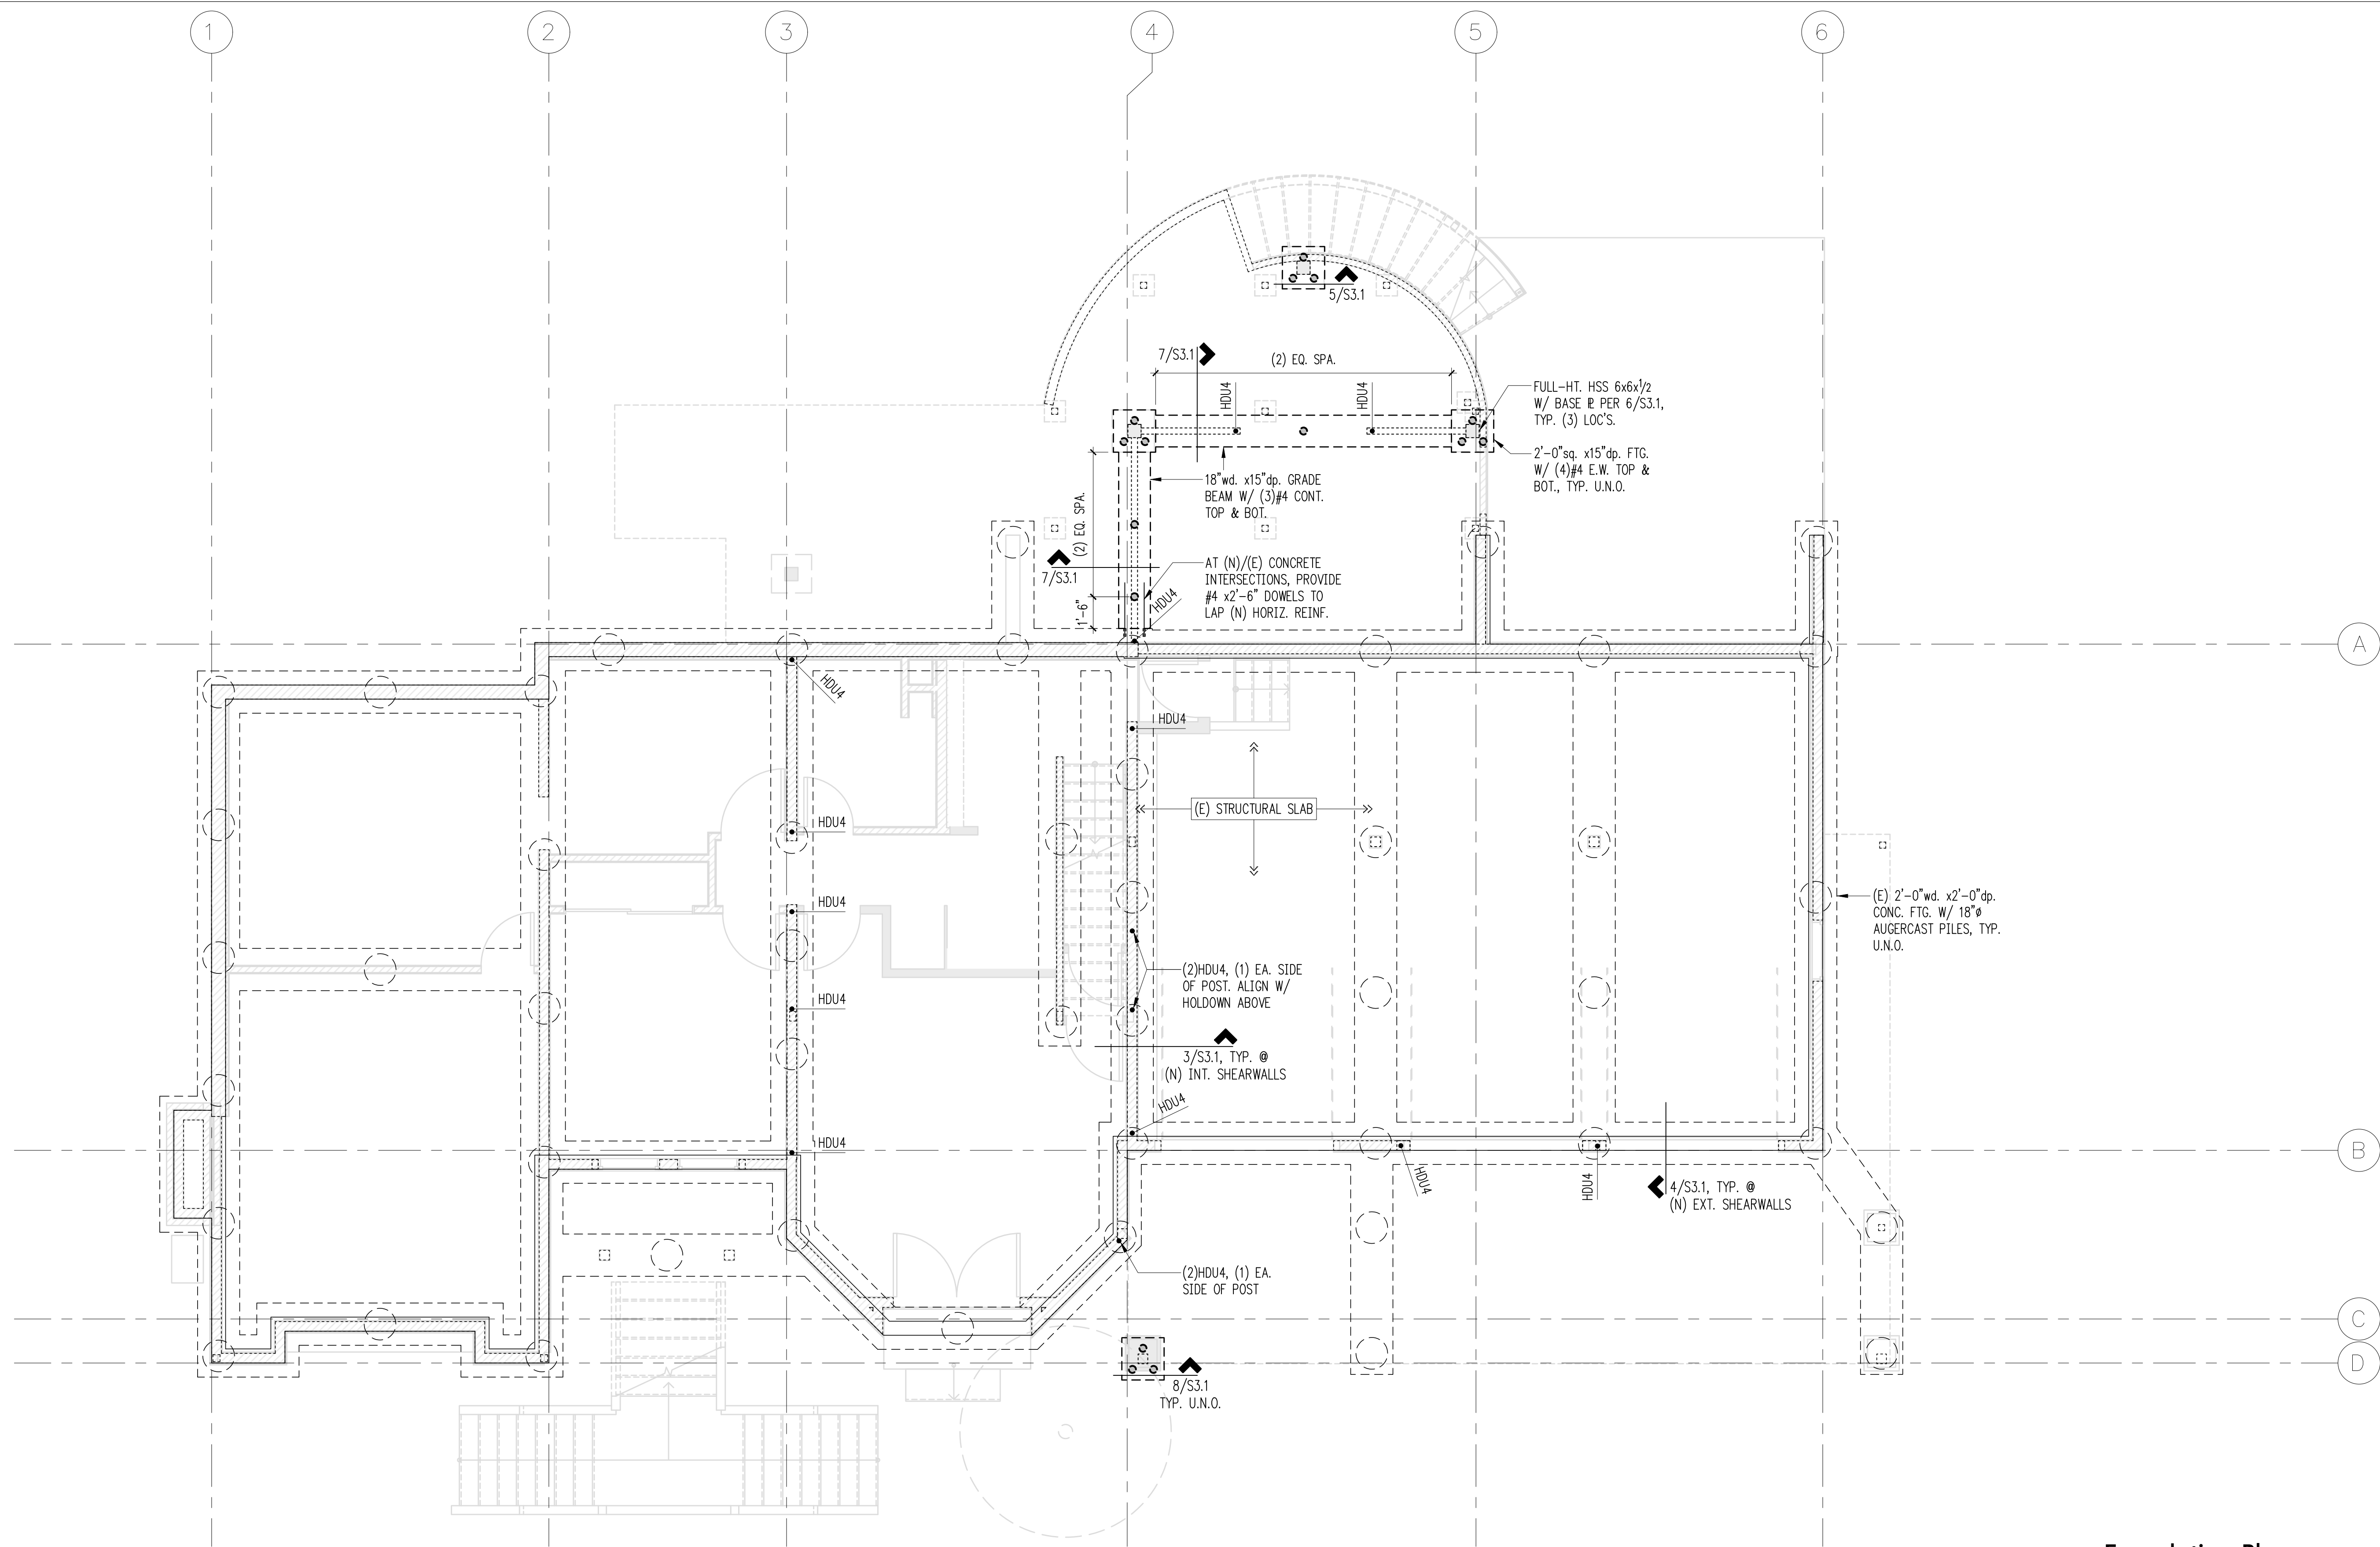 1
2
3
4
5
6
5/S3.1
7/S3.1
(2) EQ. SPA.
HDU4
HDU4
FULL-HT. HSS 6x6x1/2
W/ BASE ⅊ PER 6/S3.1,
TYP. (3) LOC'S.
2'-0"sq. x15"dp. FTG.
W/ (4)#4 E.W. TOP &
BOT., TYP. U.N.O.
18"wd. x15"dp. GRADE
BEAM W/ (3)#4 CONT.
TOP & BOT.
(2) EQ. SPA.
7/S3.1
AT (N)/(E) CONCRETE
INTERSECTIONS, PROVIDE
#4 x2'-6" DOWELS TO
LAP (N) HORIZ. REINF.
1'-6"
HDU4
A
HDU4
HDU4
(E) STRUCTURAL SLAB
HDU4
HDU4
(E) 2'-0"wd. x2'-0"dp.
CONC. FTG. W/ 18"ø
AUGERCAST PILES, TYP.
U.N.O.
(2)HDU4, (1) EA. SIDE
OF POST. ALIGN W/
HOLDOWN ABOVE
HDU4
3/S3.1, TYP. @
(N) INT. SHEARWALLS
HDU4
HDU4
B
HDU4
HDU4
4/S3.1, TYP. @
(N) EXT. SHEARWALLS
(2)HDU4, (1) EA.
SIDE OF POST
C
D
8/S3.1
TYP. U.N.O.